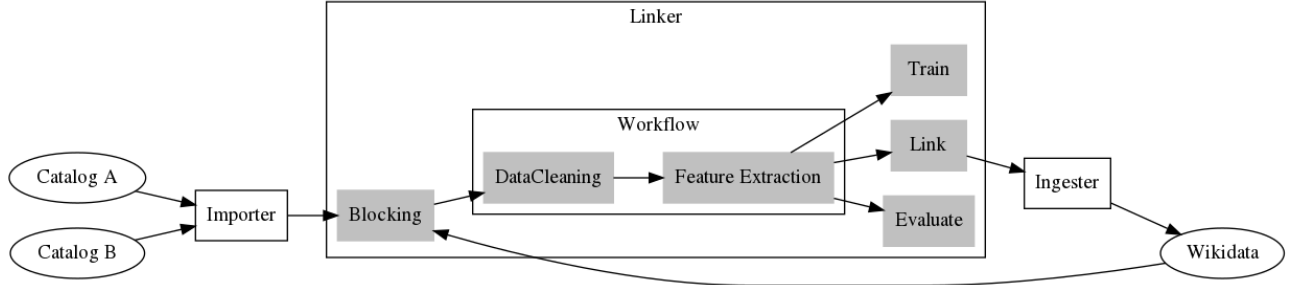 Linker
Train
Workflow
Link
Catalog A
DataCleaning
Feature Extraction
Ingester
Importer
Blocking
Evaluate
Catalog B
Wikidata